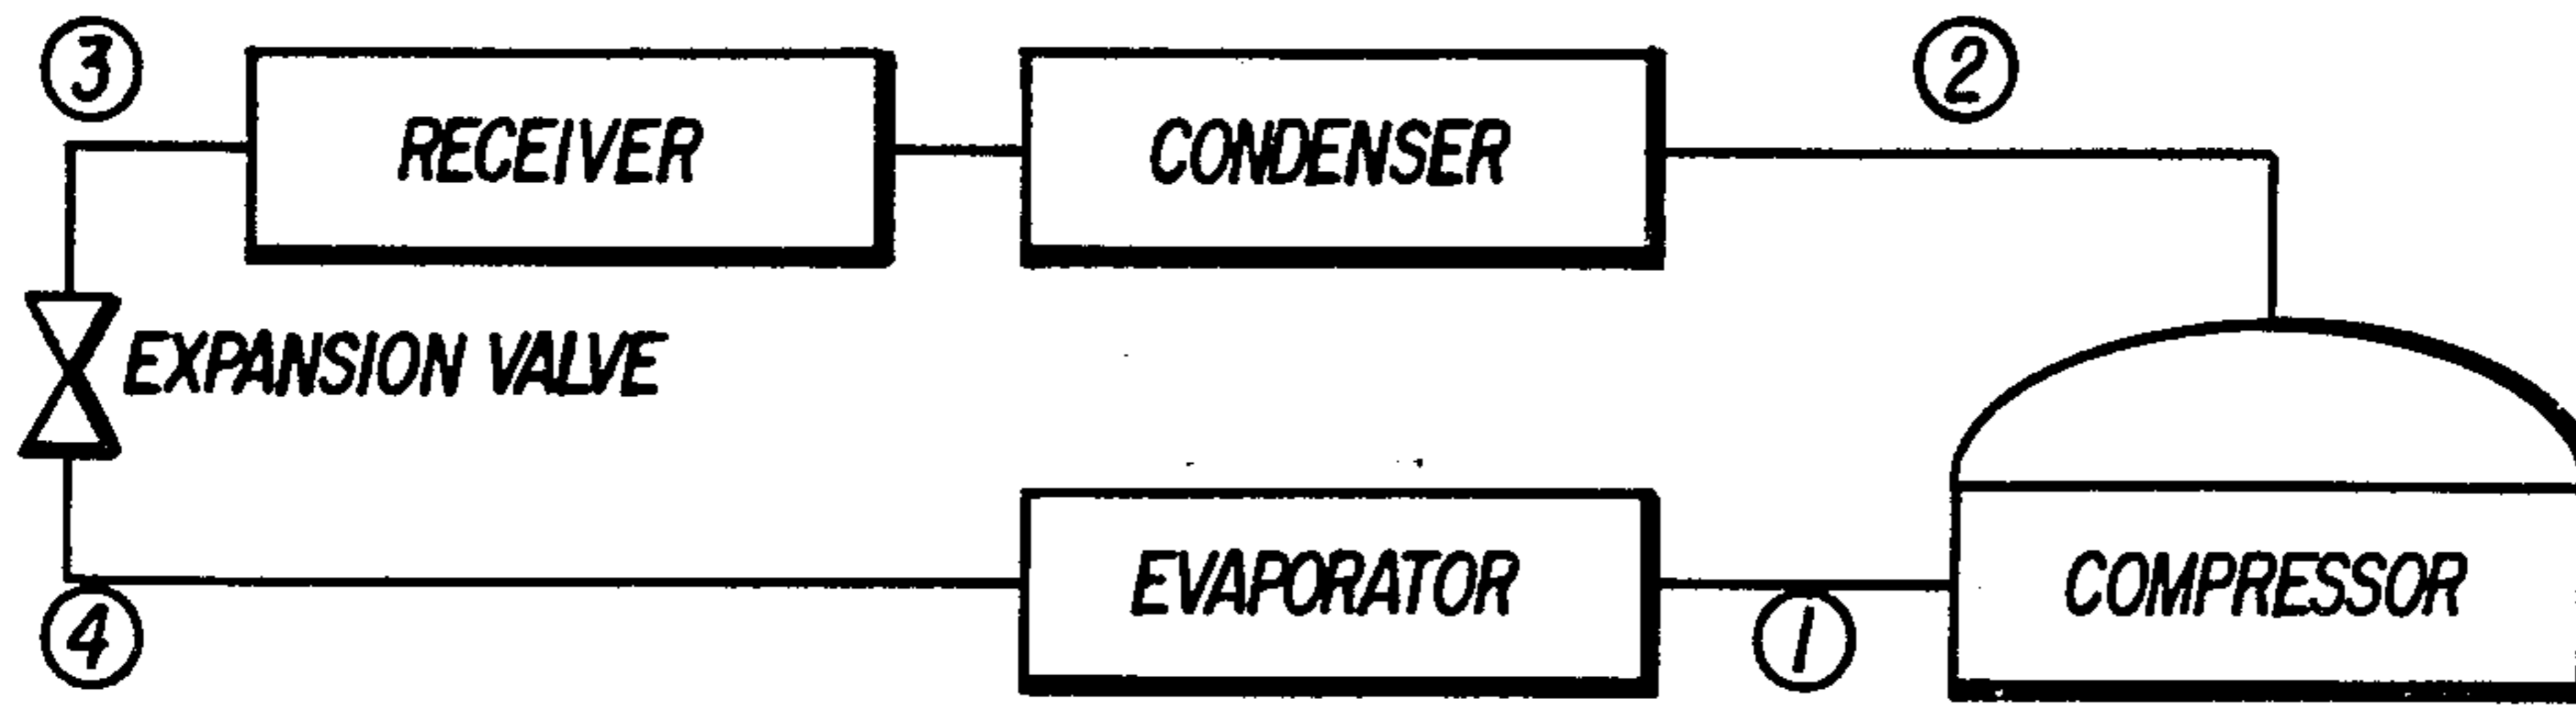 3
RECEIVER
CONDENSER
2
EXPANSION VALVE
EVAPORATOR
COMPRESSOR
4
1